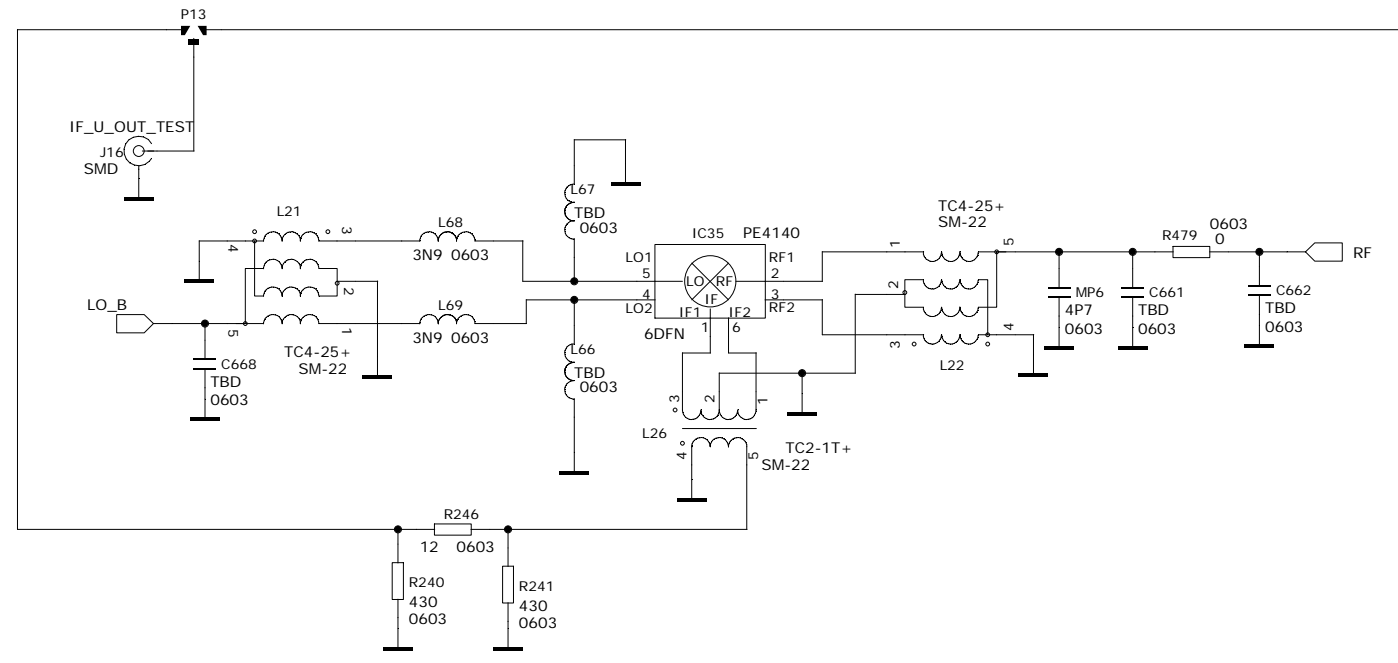 P13
IF_U_OUT_TEST
J16
SMD
L21
4
3
2
5
1
LO_B
C668
TBD
0603
TC4-25+
SM-22
L68
3N9 0603
L69
3N9 0603
L67
TBD
0603
L66
TBD
0603
IC35 PE4140
LO1
5
4
LO2
LO RF
IF
RF1
2
3
RF2
IF1 IF2
1 6
6DFN
TC4-25+
SM-22
1
5
2
3
4
L22
MP6
4P7
0603
C661
TBD
0603
R479
0603
0
C662
TBD
0603
RF
3
2
1
L26
4
5
TC2-1T+
SM-22
R246
12 0603
R240
430
0603
R241
430
0603